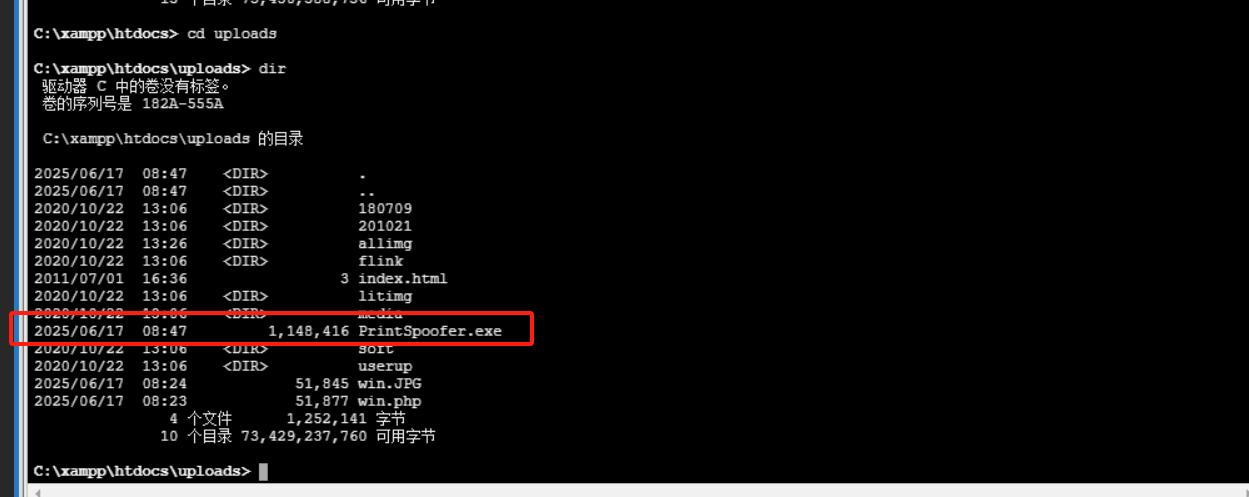 13 个目录 73,430,388,736 可用字节
C:\xampp\htdocs> cd uploads
C:\xampp\htdocs\uploads> dir
驱动器 C 中的卷没有标签。
卷的序列号是 182A-555A
C:\xampp\htdocs\uploads 的目录
2025/06/17 08:47 <DIR> .
2025/06/17 08:47 <DIR> ..
2020/10/22 13:06 <DIR> 180709
2020/10/22 13:06 <DIR> 201021
2020/10/22 13:26 <DIR> allimg
2020/10/22 13:06 <DIR> flink
2011/07/01 16:36 3 index.html
2020/10/22 13:06 <DIR> litimg
2020/10/22 13:06 <DIR> media
2025/06/17 08:47 1,148,416 PrintSpoofer.exe
2020/10/22 13:06 <DIR> soft
2020/10/22 13:06 <DIR> userup
2025/06/17 08:24 51,845 win.JPG
2025/06/17 08:23 51,877 win.php
4 个文件 1,252,141 字节
10 个目录 73,429,237,760 可用字节
C:\xampp\htdocs\uploads>